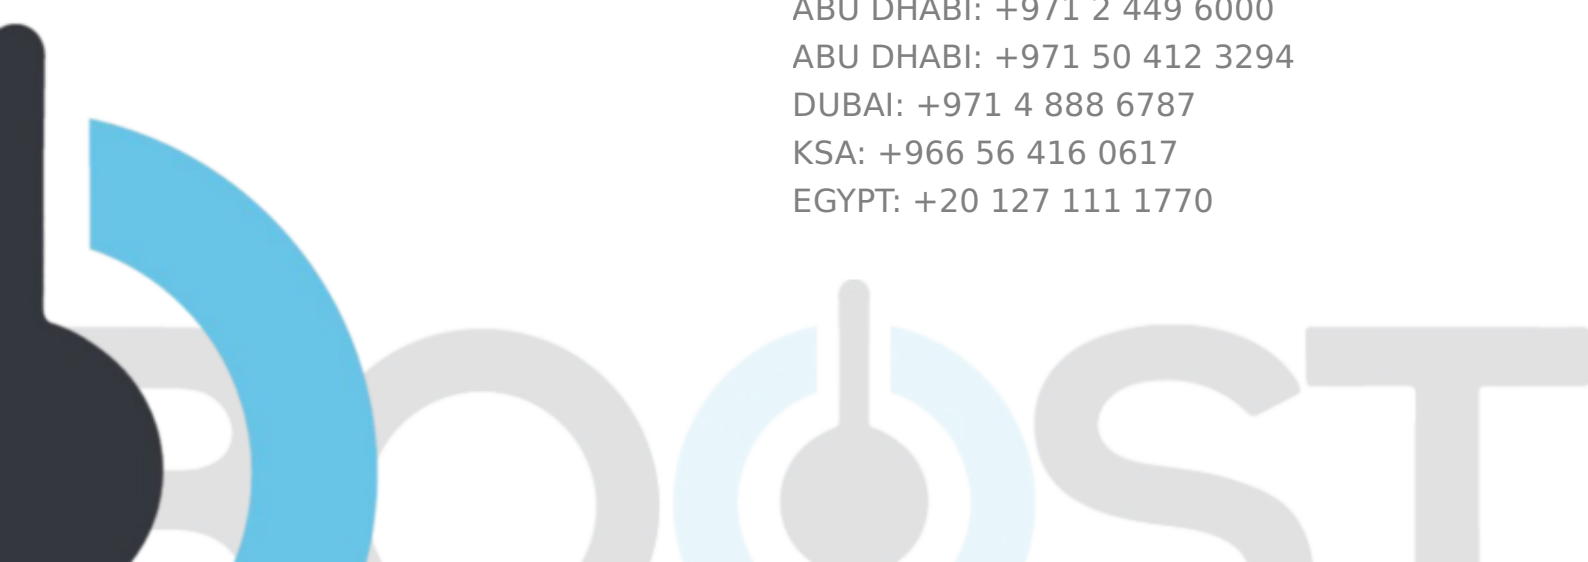 ABU DHABI: +971 2 449 6000
ABU DHABI: +971 50 412 3294
DUBAI: +971 4 888 6787
KSA: +966 56 416 0617
EGYPT: +20 127 111 1770
BOOST